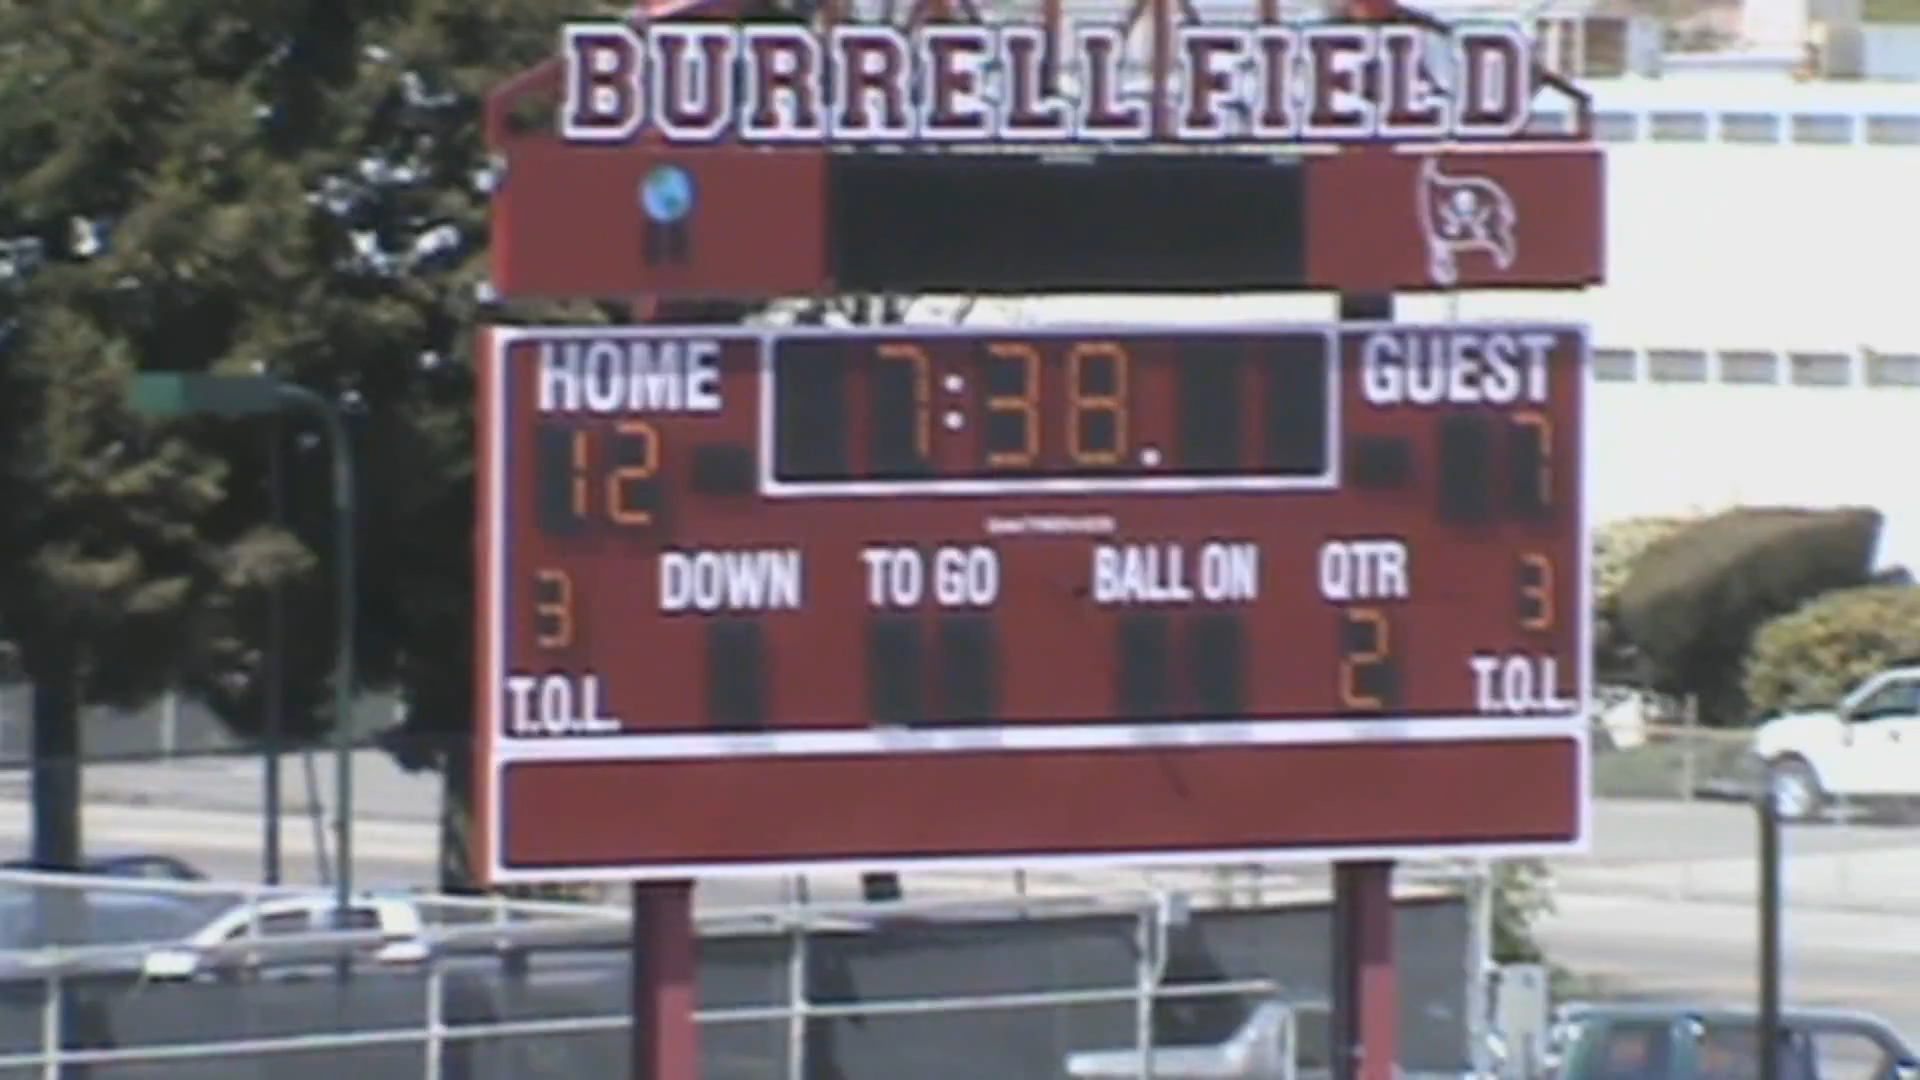 BURRELL FIELD
HOME 7:38. GUEST
12 7
DOWN TO GO BALL ON QTR
3 2 3
T.O.L. T.O.L.